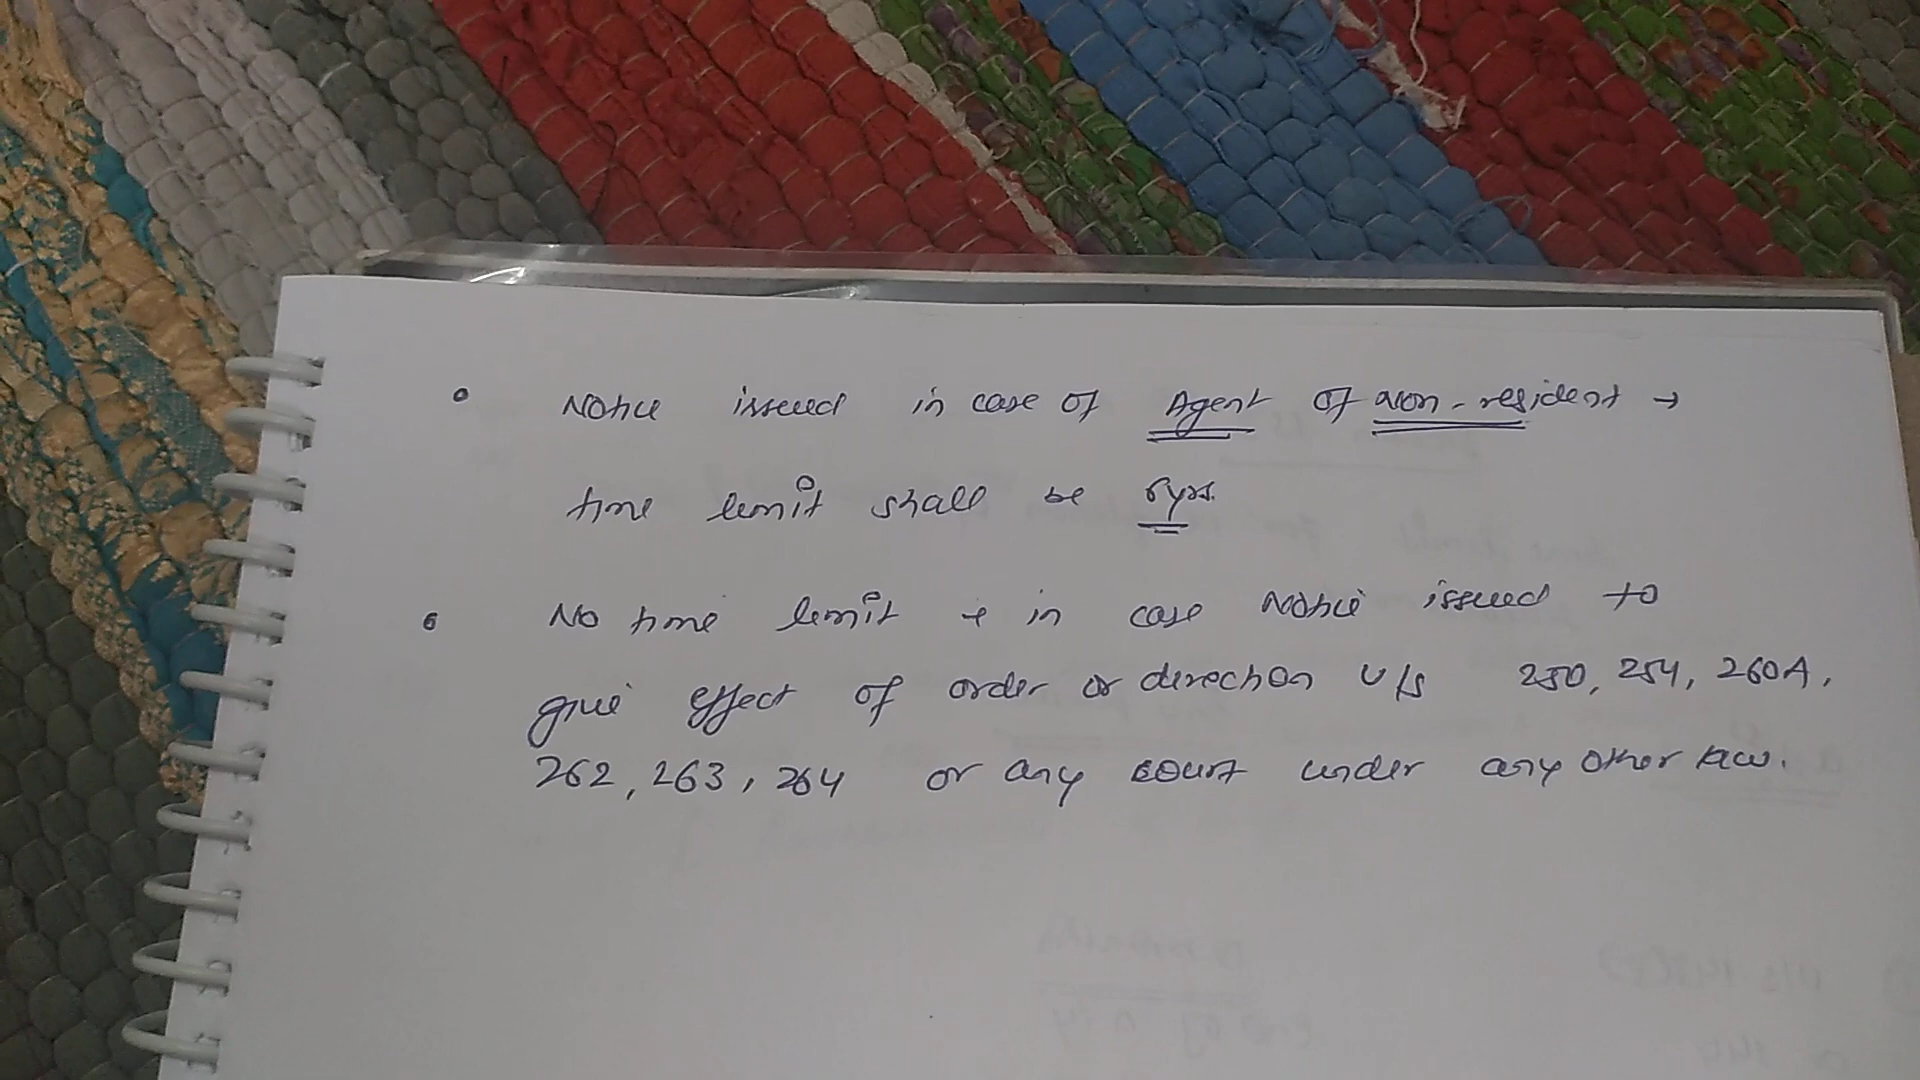 Notice issued in case of Agent of non-resident →
time limit shall be 6yrs.
No time limit → in case Notice issued to
give effect of order or direction u/s 250, 254, 260A,
262, 263, 264 or any court under any other law.